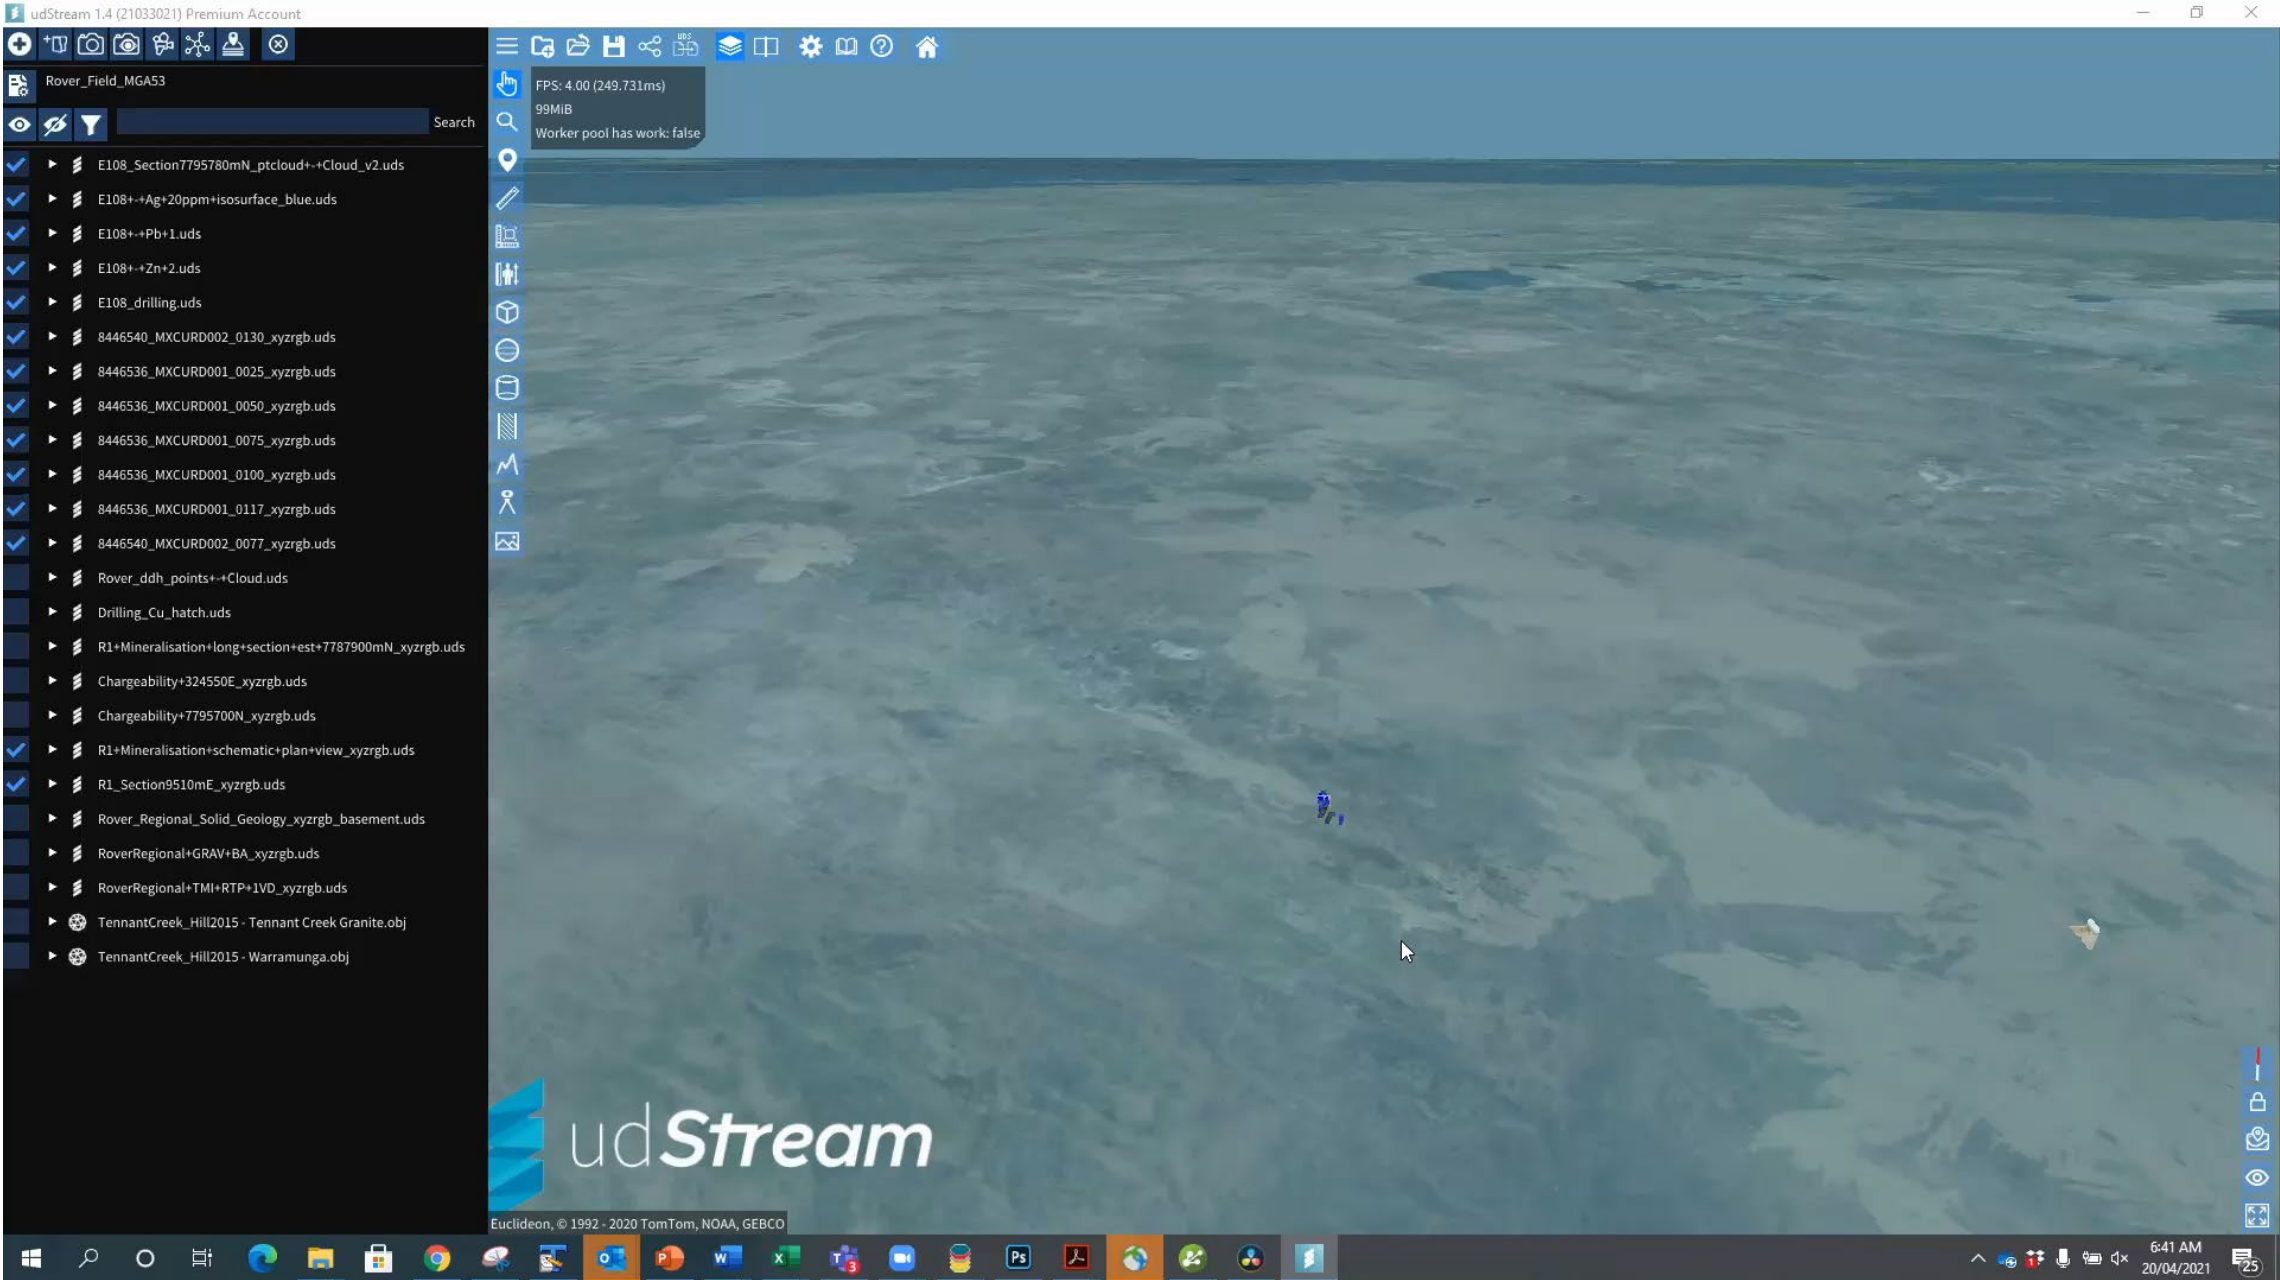 udStream 1.4 (21033021) Premium Account
Rover_Field_MGA53
Search
E108_Section7795780mN_ptcloud+-+Cloud_v2.uds
E108+-+Ag+20ppm+isosurface_blue.uds
E108+-+Pb+1.uds
E108+-+Zn+2.uds
E108_drilling.uds
8446540_MXCURD002_0130_xyzrgb.uds
8446536_MXCURD001_0025_xyzrgb.uds
8446536_MXCURD001_0050_xyzrgb.uds
8446536_MXCURD001_0075_xyzrgb.uds
8446536_MXCURD001_0100_xyzrgb.uds
8446536_MXCURD001_0117_xyzrgb.uds
8446540_MXCURD002_0077_xyzrgb.uds
Rover_ddh_points+-+Cloud.uds
Drilling_Cu_hatch.uds
R1+Mineralisation+long+section+est+7787900mN_xyzrgb.uds
Chargeability+324550E_xyzrgb.uds
Chargeability+7795700N_xyzrgb.uds
R1+Mineralisation+schematic+plan+view_xyzrgb.uds
R1_Section9510mE_xyzrgb.uds
Rover_Regional_Solid_Geology_xyzrgb_basement.uds
RoverRegional+GRAV+BA_xyzrgb.uds
RoverRegional+TMI+RTP+1VD_xyzrgb.uds
TennantCreek_Hill2015 - Tennant Creek Granite.obj
TennantCreek_Hill2015 - Warramunga.obj
UDS
FPS: 4.00 (249.731ms)
99MiB
Worker pool has work: false
udStream
Euclideon, © 1992 - 2020 TomTom, NOAA, GEBCO
Ps
3
1
6:41 AM
20/04/2021
25